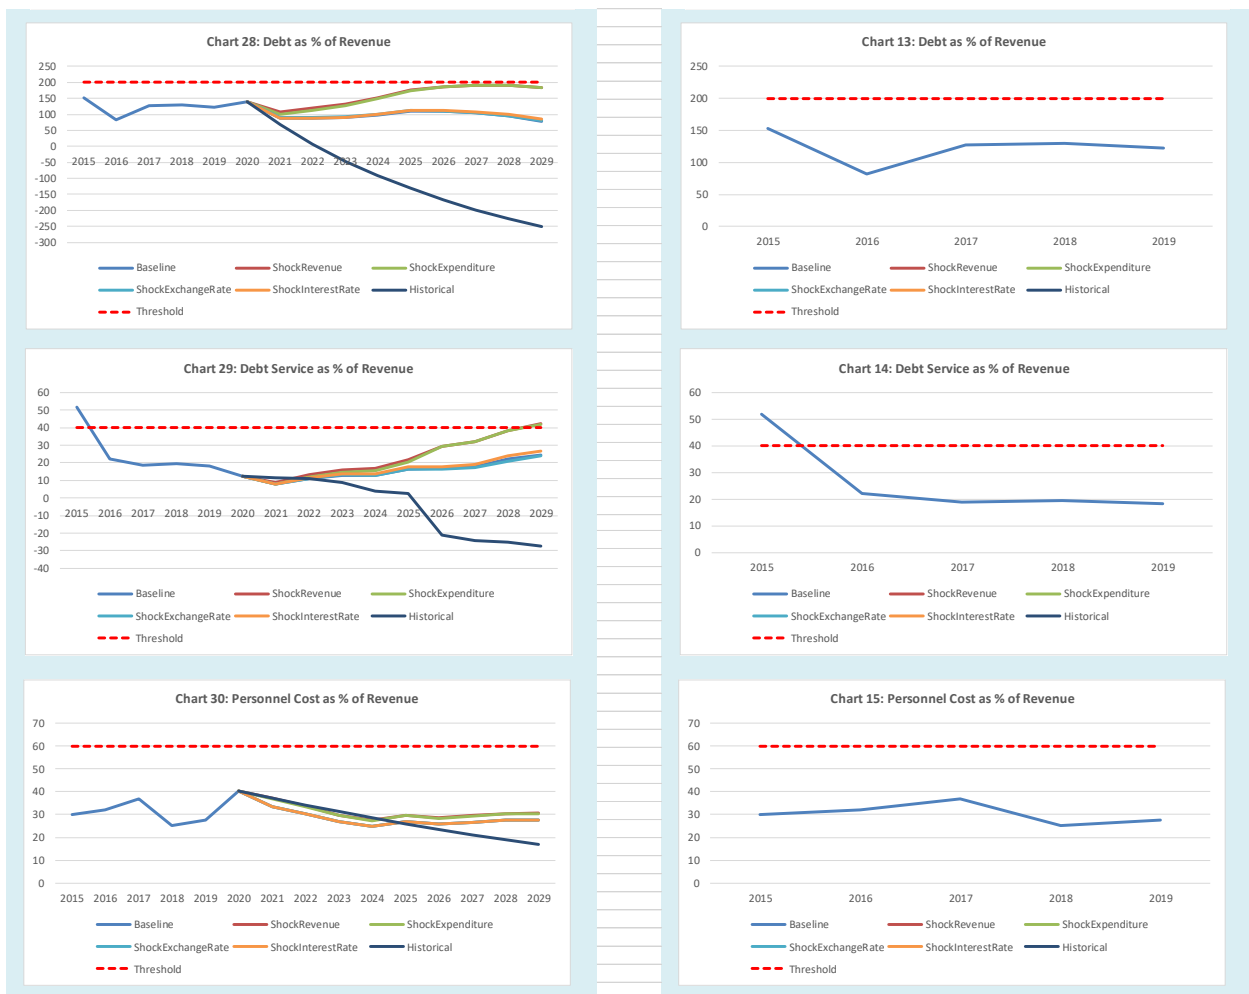 Chart 28: Debt as % of Revenue
250
200
150
100
50
0
-50
-100
-150
-200
-250
-300
2015 2016 2017 2018 2019 2020 2021 2022 2023 2024 2025 2026 2027 2028 2029
Baseline ShockRevenue ShockExpenditure
ShockExchangeRate ShockInterestRate Historical
Threshold
Chart 13: Debt as % of Revenue
250
200
150
100
50
0
2015 2016 2017 2018 2019
Baseline ShockRevenue ShockExpenditure
ShockExchangeRate ShockInterestRate Historical
Threshold
Chart 29: Debt Service as % of Revenue
60
50
40
30
20
10
0
-10
-20
-30
-40
2015 2016 2017 2018 2019 2020 2021 2022 2023 2024 2025 2026 2027 2028 2029
Baseline ShockRevenue ShockExpenditure
ShockExchangeRate ShockInterestRate Historical
Threshold
Chart 14: Debt Service as % of Revenue
60
50
40
30
20
10
0
2015 2016 2017 2018 2019
Baseline ShockRevenue ShockExpenditure
ShockExchangeRate ShockInterestRate Historical
Threshold
Chart 30: Personnel Cost as % of Revenue
70
60
50
40
30
20
10
0
2015 2016 2017 2018 2019 2020 2021 2022 2023 2024 2025 2026 2027 2028 2029
Baseline ShockRevenue ShockExpenditure
ShockExchangeRate ShockInterestRate Historical
Threshold
Chart 15: Personnel Cost as % of Revenue
70
60
50
40
30
20
10
0
2015 2016 2017 2018 2019
Baseline ShockRevenue ShockExpenditure
ShockExchangeRate ShockInterestRate Historical
Threshold